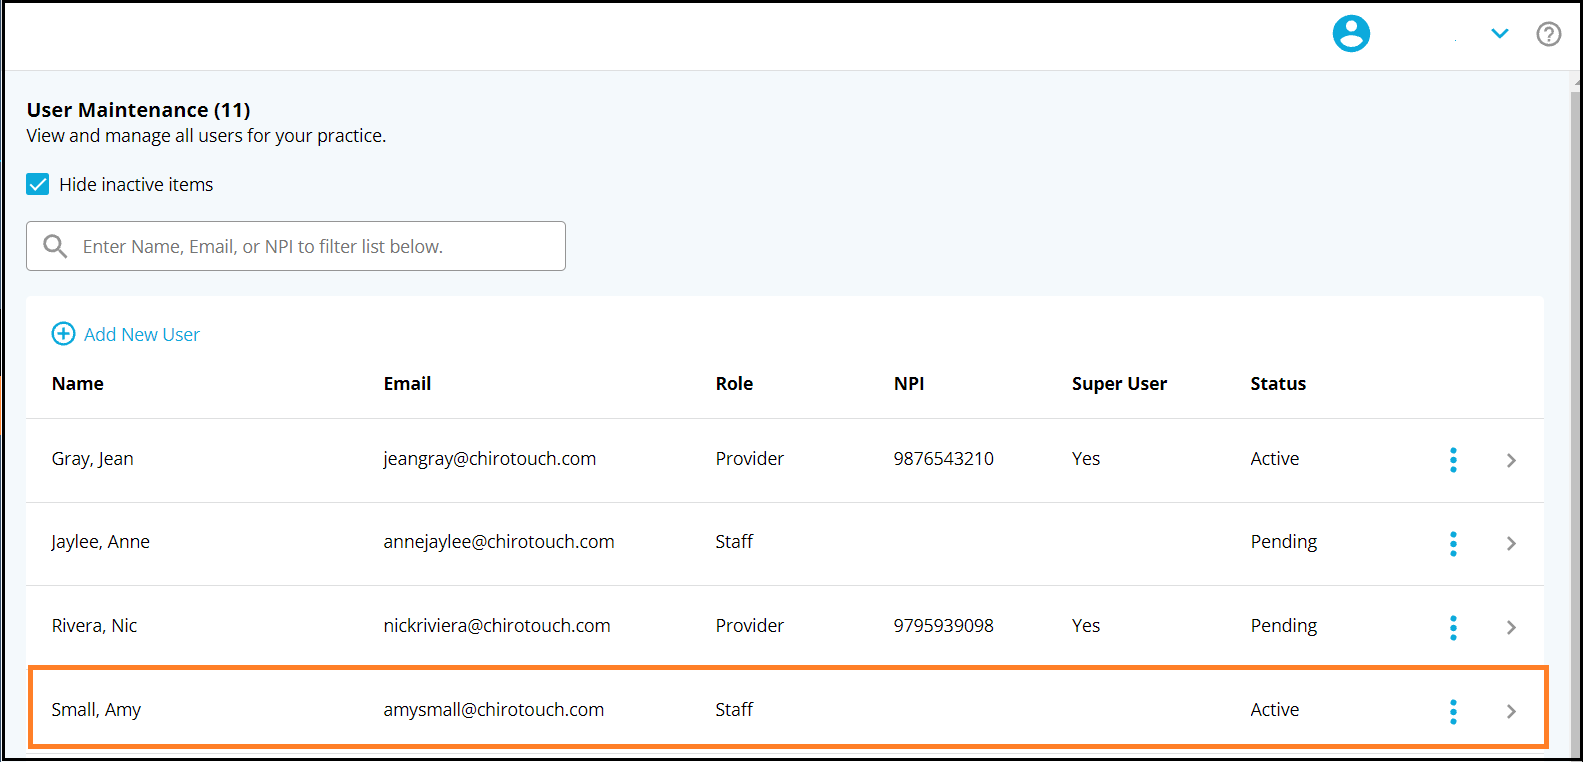 User Maintenance (11)
View and manage all users for your practice.
Hide inactive items
Enter Name, Email, or NPI to filter list below.
Add New User
Name Email Role NPI Super User Status
Gray, Jean jeangray@chirotouch.com Provider 9876543210 Yes Active
Jaylee, Anne annejaylee@chirotouch.com Staff Pending
Rivera, Nic nickriviera@chirotouch.com Provider 9795939098 Yes Pending
Small, Amy amysmall@chirotouch.com Staff Active